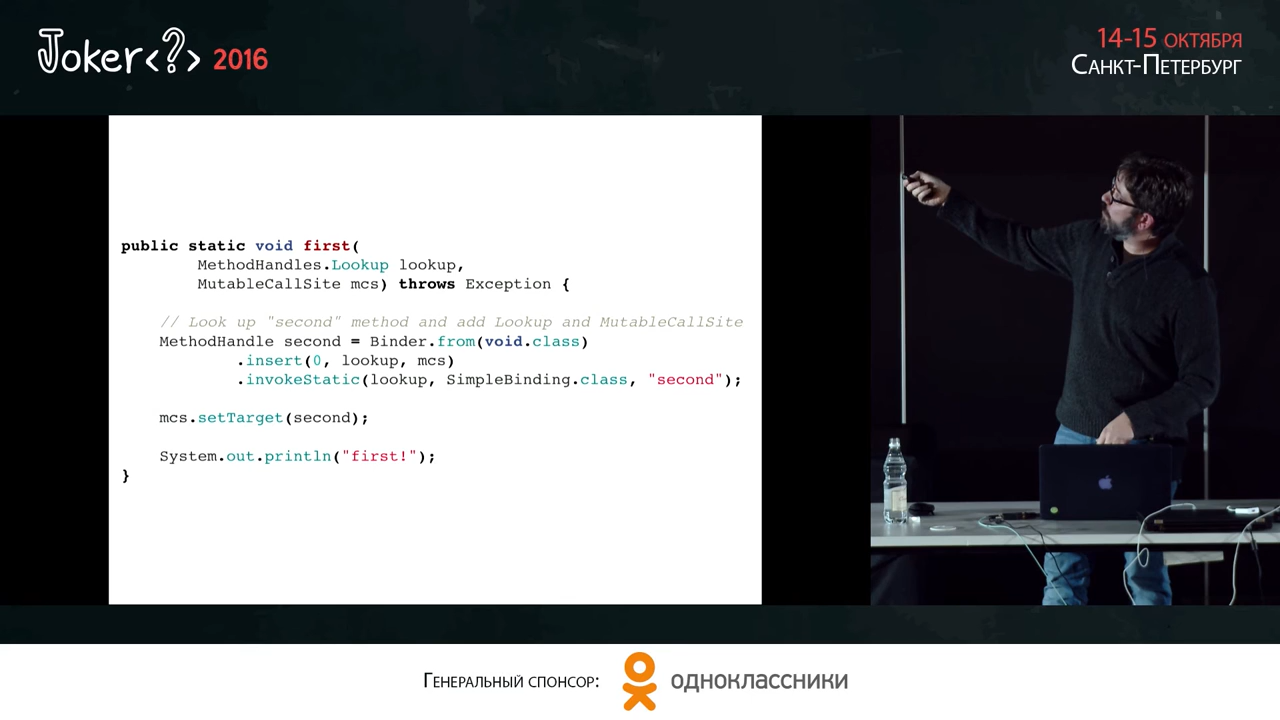 Joker<?> 2016
14-15 октября
Санкт-Петербург
public static void first(
MethodHandles.Lookup lookup,
MutableCallSite mcs) throws Exception {
// Look up "second" method and add Lookup and MutableCallSite
MethodHandle second = Binder.from(void.class)
.insert(0, lookup, mcs)
.invokeStatic(lookup, SimpleBinding.class, "second");
mcs.setTarget(second);
System.out.println("first!");
}
Генеральный спонсор:
одноклассники